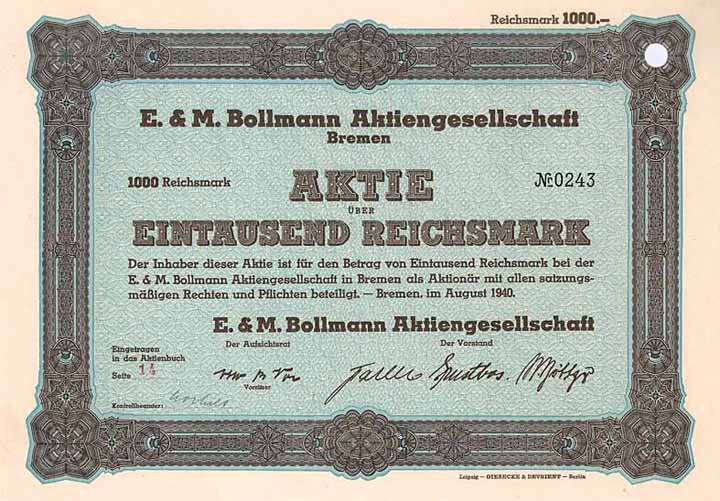 Reichsmark 1000.–
E. & M. Bollmann Aktiengesellschaft
Bremen
1000 Reichsmark AKTIE № 0243
ÜBER
EINTAUSEND REICHSMARK
Der Inhaber dieser Aktie ist für den Betrag von Eintausend Reichsmark bei der
E. & M. Bollmann Aktiengesellschaft in Bremen als Aktionär mit allen satzungs-
mäßigen Rechten und Pflichten beteiligt. — Bremen, im August 1940.
E. & M. Bollmann Aktiengesellschaft
Eingetragen
in das Aktienbuch
Seite 14
Der Aufsichtsrat
Vorsitzer
Der Vorstand
Kontrollbeamter:
Leipzig — GIESECKE & DEVRIENT — Berlin